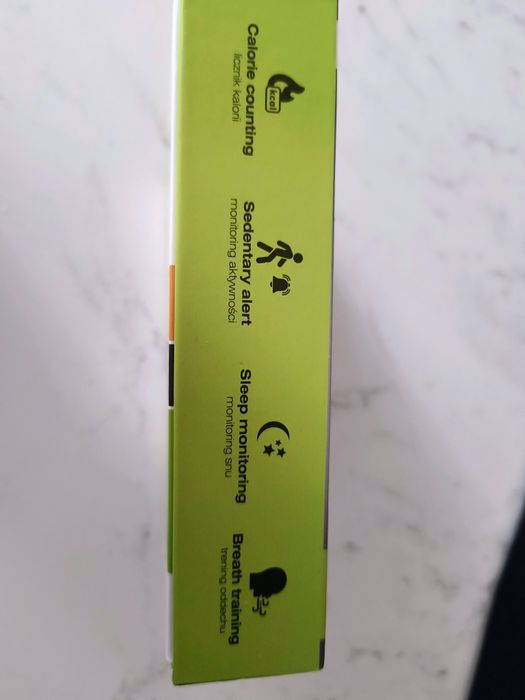 kcal
Calorie counting
licznik kalorii
Sedentary alert
monitoring aktywności
Sleep monitoring
monitoring snu
Breath training
trening oddechu